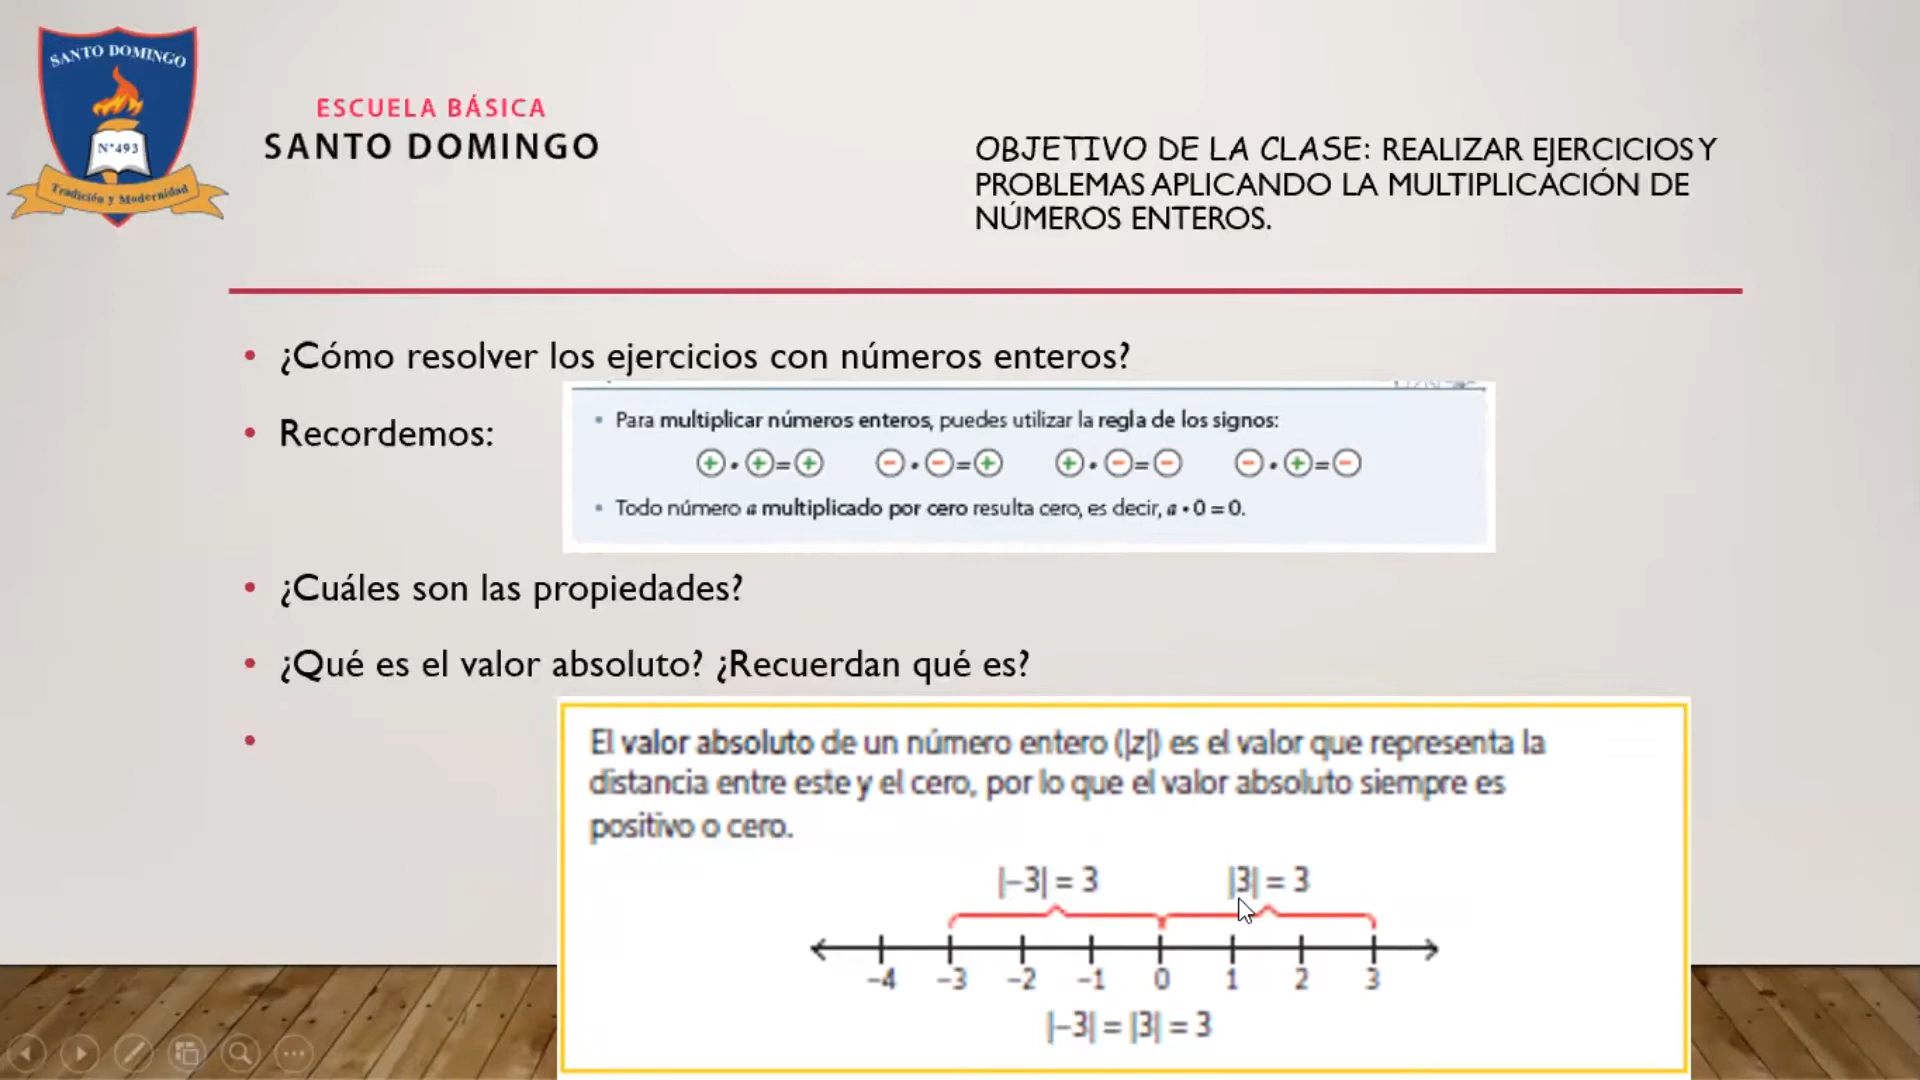 SANTO DOMINGO
N°493
Tradición y Modernidad
ESCUELA BÁSICA
SANTO DOMINGO
OBJETIVO DE LA CLASE: REALIZAR EJERCICIOS Y
PROBLEMAS APLICANDO LA MULTIPLICACIÓN DE
NÚMEROS ENTEROS.
• ¿Cómo resolver los ejercicios con números enteros?
• Recordemos:
• Para multiplicar números enteros, puedes utilizar la regla de los signos:
+ • + = + − • − = + + • − = − − • + = −
• Todo número a multiplicado por cero resulta cero, es decir, a • 0 = 0.
• ¿Cuáles son las propiedades?
• ¿Qué es el valor absoluto? ¿Recuerdan qué es?
El valor absoluto de un número entero (|z|) es el valor que representa la
distancia entre este y el cero, por lo que el valor absoluto siempre es
positivo o cero.
|−3| = 3 |3| = 3
−4 −3 −2 −1 0 1 2 3
|−3| = |3| = 3